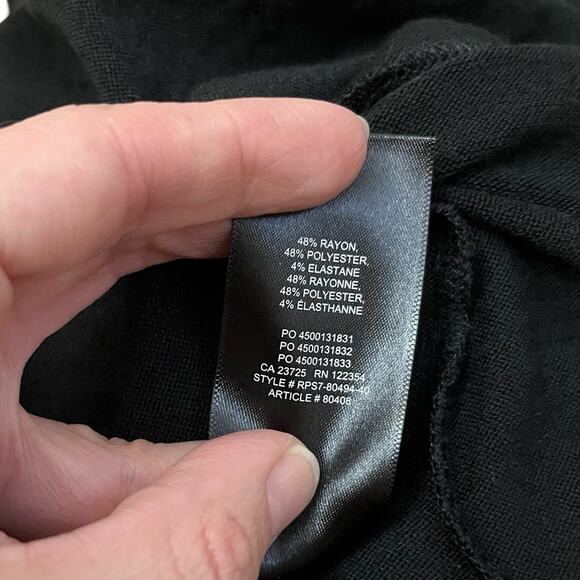 48% RAYON,
48% POLYESTER,
4% ELASTANE
48% RAYONNE,
48% POLYESTER,
4% ÉLASTHANNE
PO 4500131831
PO 4500131832
PO 4500131833
CA 23725 RN 122354
STYLE # RPS7-80494-40
ARTICLE # 80408